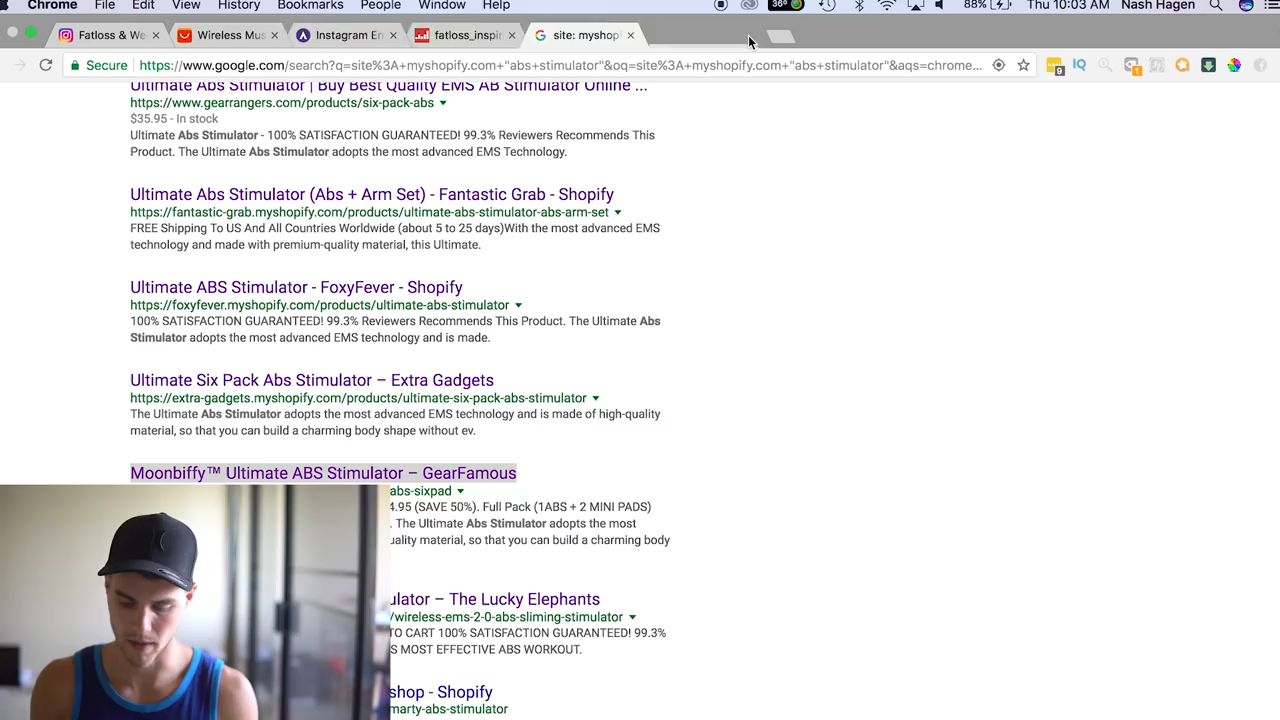 Chrome File Edit View History Bookmarks People Window Help 36° 88% Thu 10:03 AM Nash Hagen
Fatloss & We Wireless Mus Instagram En fatloss_inspir site: myshopl
Secure https://www.google.com/search?q=site%3A+myshopify.com+"abs+stimulator"&oq=site%3A+myshopify.com+"abs+stimulator"&aqs=chrome... 9 IQ 1
Ultimate Abs Stimulator | Buy Best Quality EMS AB Stimulator Online ...
https://www.gearrangers.com/products/six-pack-abs
$35.95 - In stock
Ultimate Abs Stimulator - 100% SATISFACTION GUARANTEED! 99.3% Reviewers Recommends This
Product. The Ultimate Abs Stimulator adopts the most advanced EMS Technology.
Ultimate Abs Stimulator (Abs + Arm Set) - Fantastic Grab - Shopify
https://fantastic-grab.myshopify.com/products/ultimate-abs-stimulator-abs-arm-set
FREE Shipping To US And All Countries Worldwide (about 5 to 25 days)With the most advanced EMS
technology and made with premium-quality material, this Ultimate.
Ultimate ABS Stimulator - FoxyFever - Shopify
https://foxyfever.myshopify.com/products/ultimate-abs-stimulator
100% SATISFACTION GUARANTEED! 99.3% Reviewers Recommends This Product. The Ultimate Abs
Stimulator adopts the most advanced EMS technology and is made.
Ultimate Six Pack Abs Stimulator – Extra Gadgets
https://extra-gadgets.myshopify.com/products/ultimate-six-pack-abs-stimulator
The Ultimate Abs Stimulator adopts the most advanced EMS technology and is made of high-quality
material, so that you can build a charming body shape without ev.
Moonbiffy™ Ultimate ABS Stimulator – GearFamous
abs-sixpad
4.95 (SAVE 50%). Full Pack (1ABS + 2 MINI PADS)
. The Ultimate Abs Stimulator adopts the most
uality material, so that you can build a charming body
ulator – The Lucky Elephants
/wireless-ems-2-0-abs-sliming-stimulator
TO CART 100% SATISFACTION GUARANTEED! 99.3%
S MOST EFFECTIVE ABS WORKOUT.
shop - Shopify
marty-abs-stimulator